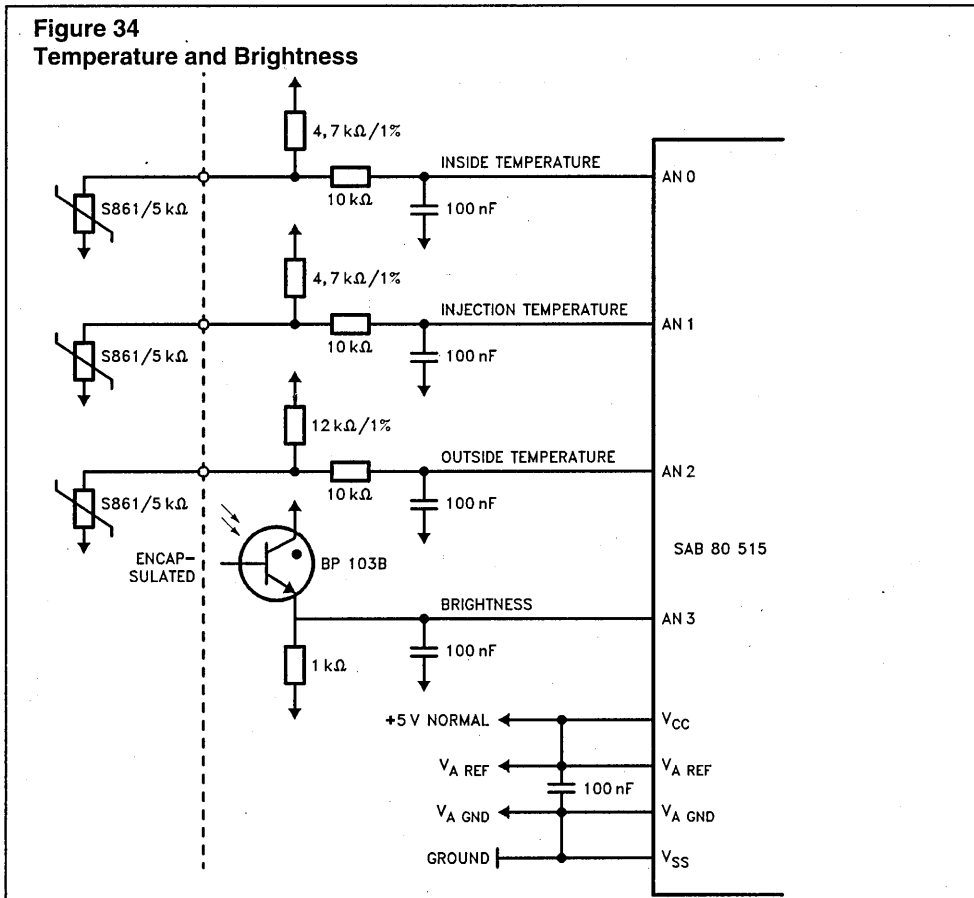 Figure 34
Temperature and Brightness
4,7 kΩ/1%
INSIDE TEMPERATURE
AN 0
10 kΩ
S861/5 kΩ
100 nF
4,7 kΩ/1%
INJECTION TEMPERATURE
AN 1
10 kΩ
S861/5 kΩ
100 nF
12 kΩ/1%
OUTSIDE TEMPERATURE
AN 2
10 kΩ
S861/5 kΩ
100 nF
SAB 80 515
ENCAP-
SULATED
BP 103B
BRIGHTNESS
AN 3
100 nF
1 kΩ
+5 V NORMAL
VCC
VA REF
VA REF
100 nF
VA GND
VA GND
GROUND
VSS